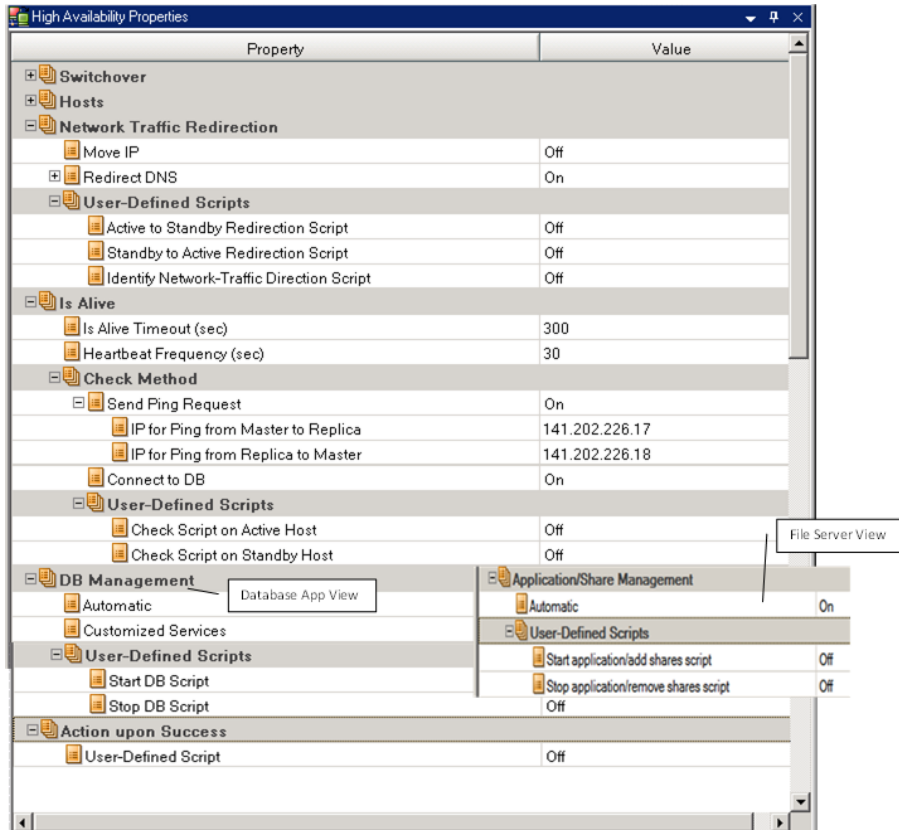 High Availability Properties
Property Value
Switchover
Hosts
Network Traffic Redirection
Move IP Off
Redirect DNS On
User-Defined Scripts
Active to Standby Redirection Script Off
Standby to Active Redirection Script Off
Identify Network-Traffic Direction Script Off
Is Alive
Is Alive Timeout (sec) 300
Heartbeat Frequency (sec) 30
Check Method
Send Ping Request On
IP for Ping from Master to Replica 141.202.226.17
IP for Ping from Replica to Master 141.202.226.18
Connect to DB On
User-Defined Scripts
Check Script on Active Host Off
Check Script on Standby Host Off
File Server View
DB Management
Database App View
Automatic
Customized Services
User-Defined Scripts
Start DB Script
Stop DB Script Off
Application/Share Management
Automatic On
User-Defined Scripts
Start application/add shares script Off
Stop application/remove shares script Off
Action upon Success
User-Defined Script Off